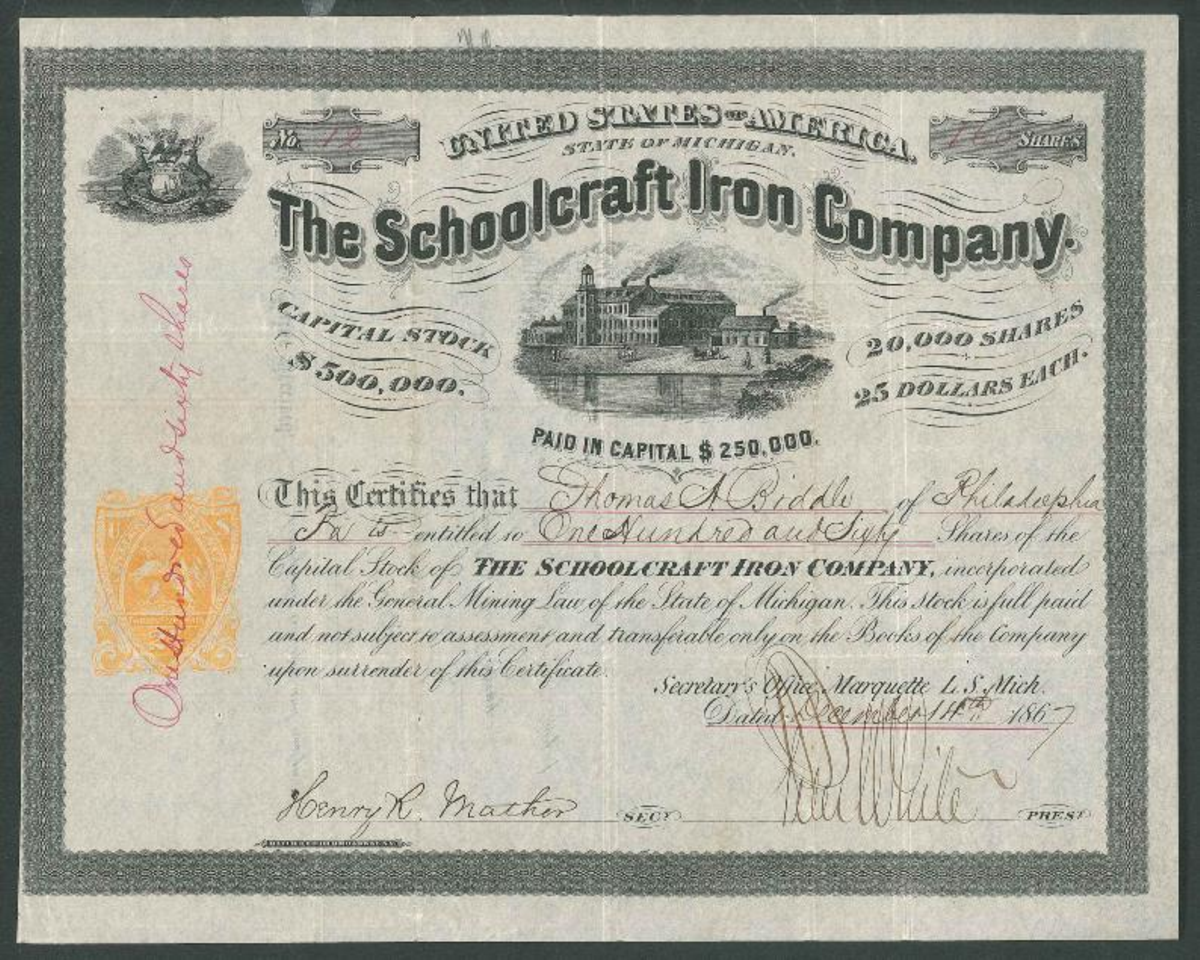 No. 12
UNITED STATES OF AMERICA.
160 SHARES
STATE OF MICHIGAN.
The Schoolcraft Iron Company.
CAPITAL STOCK
$500,000.
20,000 SHARES
25 DOLLARS EACH.
PAID IN CAPITAL $250,000.
One Hundred and sixty shares
This Certifies that Thomas A Biddle of Philadelphia
Pa is entitled to One Hundred and Sixty Shares of the
Capital Stock of THE SCHOOLCRAFT IRON COMPANY, incorporated
under the General Mining Law of the State of Michigan. This stock is full paid
and not subject to assessment and transferable only on the Books of the Company
upon surrender of this Certificate.
Secretary's Office, Marquette L. S. Mich.
Dated December 14th 1867
Henry R. Mather SECY Peter White PREST